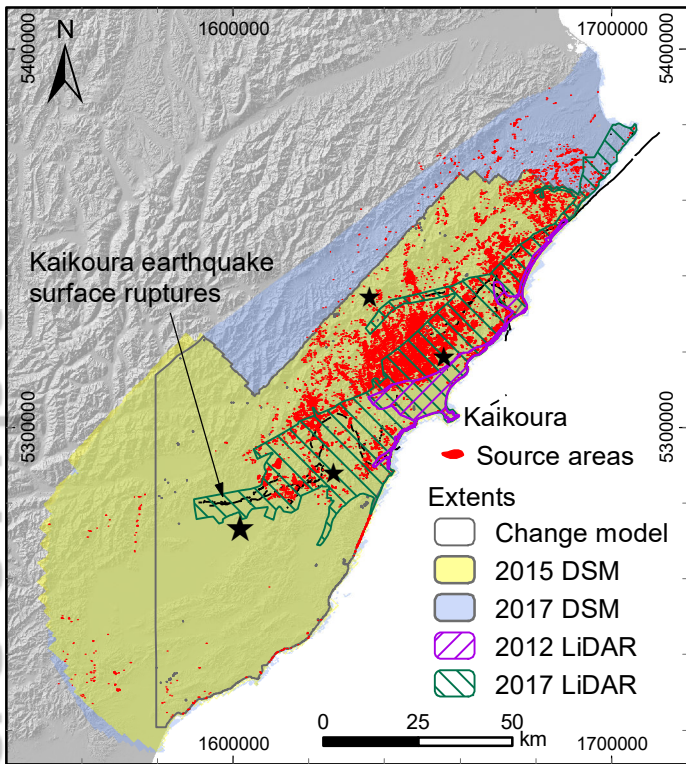 1600000
1700000
N
5400000
5400000
Kaikoura earthquake
surface ruptures
5300000
5300000
Kaikoura
Source areas
Extents
Change model
2015 DSM
2017 DSM
2012 LiDAR
2017 LiDAR
0 25 50
km
1600000
1700000